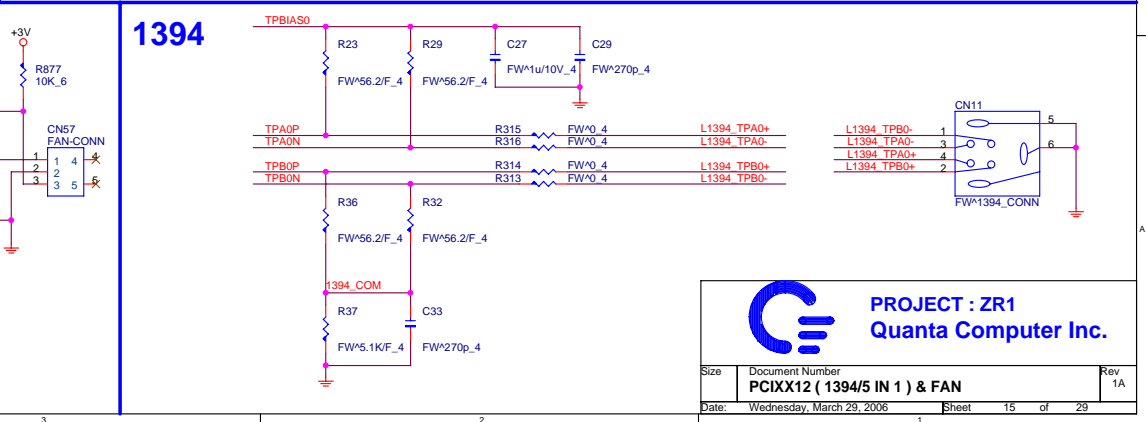 1394
+3V
R877
10K_6
CN57
FAN-CONN
1 1 4 4
2 2
3 3 5 5
TPBIAS0
R23
FW^56.2/F_4
R29
FW^56.2/F_4
C27
FW^1u/10V_4
C29
FW^270p_4
TPA0P
TPA0N
TPB0P
TPB0N
R315 FW^0_4 L1394_TPA0+
R316 FW^0_4 L1394_TPA0-
R314 FW^0_4 L1394_TPB0+
R313 FW^0_4 L1394_TPB0-
R36
FW^56.2/F_4
R32
FW^56.2/F_4
1394_COM
R37
FW^5.1K/F_4
C33
FW^270p_4
CN11
L1394_TPB0- 1
L1394_TPA0- 3
L1394_TPA0+ 4
L1394_TPB0+ 2
5
6
FW^1394_CONN
A
PROJECT : ZR1
Quanta Computer Inc.
Size Document Number Rev
PCIXX12 ( 1394/5 IN 1 ) & FAN 1A
Date: Wednesday, March 29, 2006 Sheet 15 of 29
3 2 1